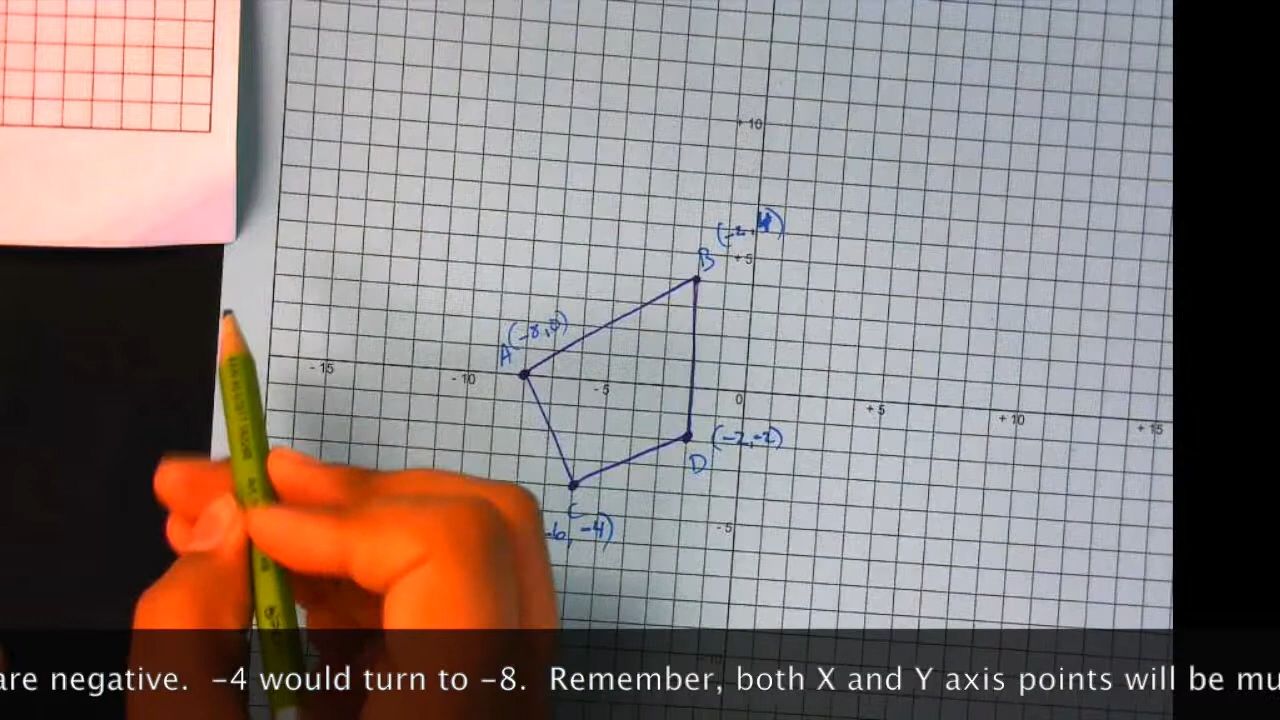 +10
(-2,4)
B
+5
(-8,0)
A
-15
-10
-5
0
+5
+10
+15
(-2,-2)
D
C
-6, -4)
-5
are negative. -4 would turn to -8. Remember, both X and Y axis points will be mu